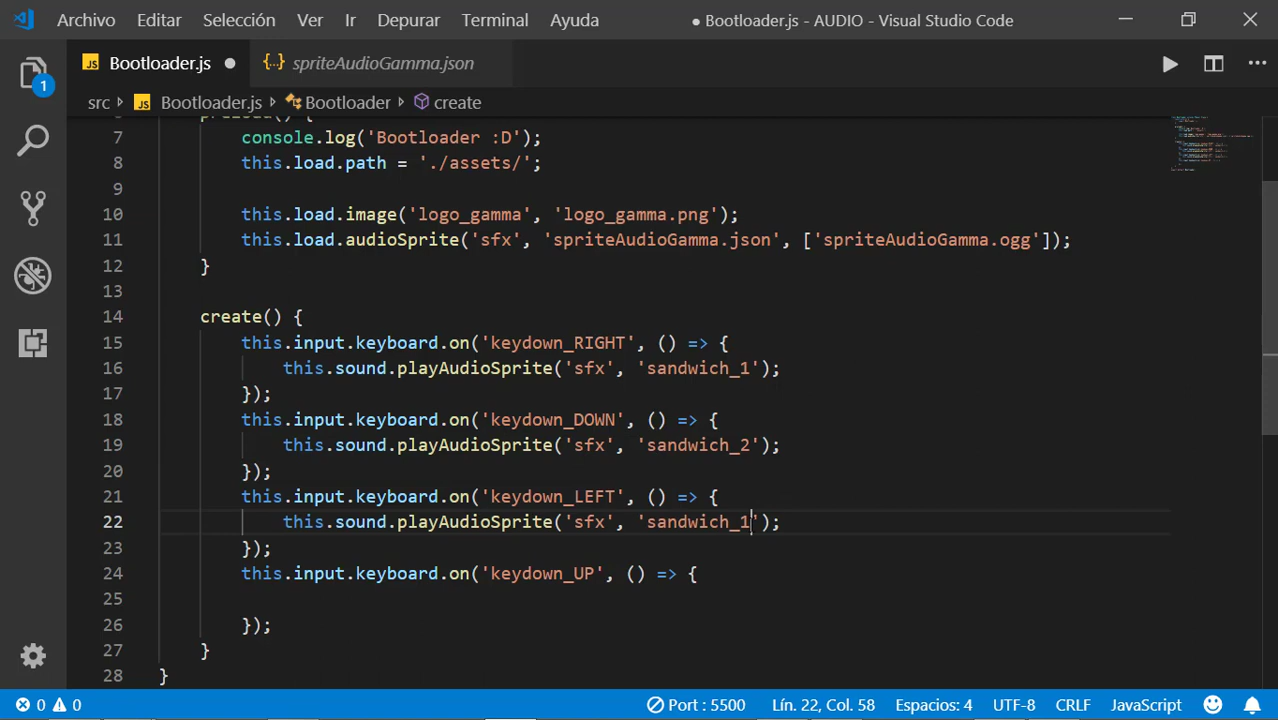 Archivo Editar Selección Ver Ir Depurar Terminal Ayuda ● Bootloader.js - AUDIO - Visual Studio Code
JS Bootloader.js ● {··} spriteAudioGamma.json
src JS Bootloader.js Bootloader create
1
6 preload() {
7 console.log('Bootloader :D');
8 this.load.path = './assets/';
9
10 this.load.image('logo_gamma', 'logo_gamma.png');
11 this.load.audioSprite('sfx', 'spriteAudioGamma.json', ['spriteAudioGamma.ogg']);
12 }
13
14 create() {
15 this.input.keyboard.on('keydown_RIGHT', () => {
16 this.sound.playAudioSprite('sfx', 'sandwich_1');
17 });
18 this.input.keyboard.on('keydown_DOWN', () => {
19 this.sound.playAudioSprite('sfx', 'sandwich_2');
20 });
21 this.input.keyboard.on('keydown_LEFT', () => {
22 this.sound.playAudioSprite('sfx', 'sandwich_1');
23 });
24 this.input.keyboard.on('keydown_UP', () => {
25
26 });
27 }
28 }
0 0 Port : 5500 Lín. 22, Col. 58 Espacios: 4 UTF-8 CRLF JavaScript